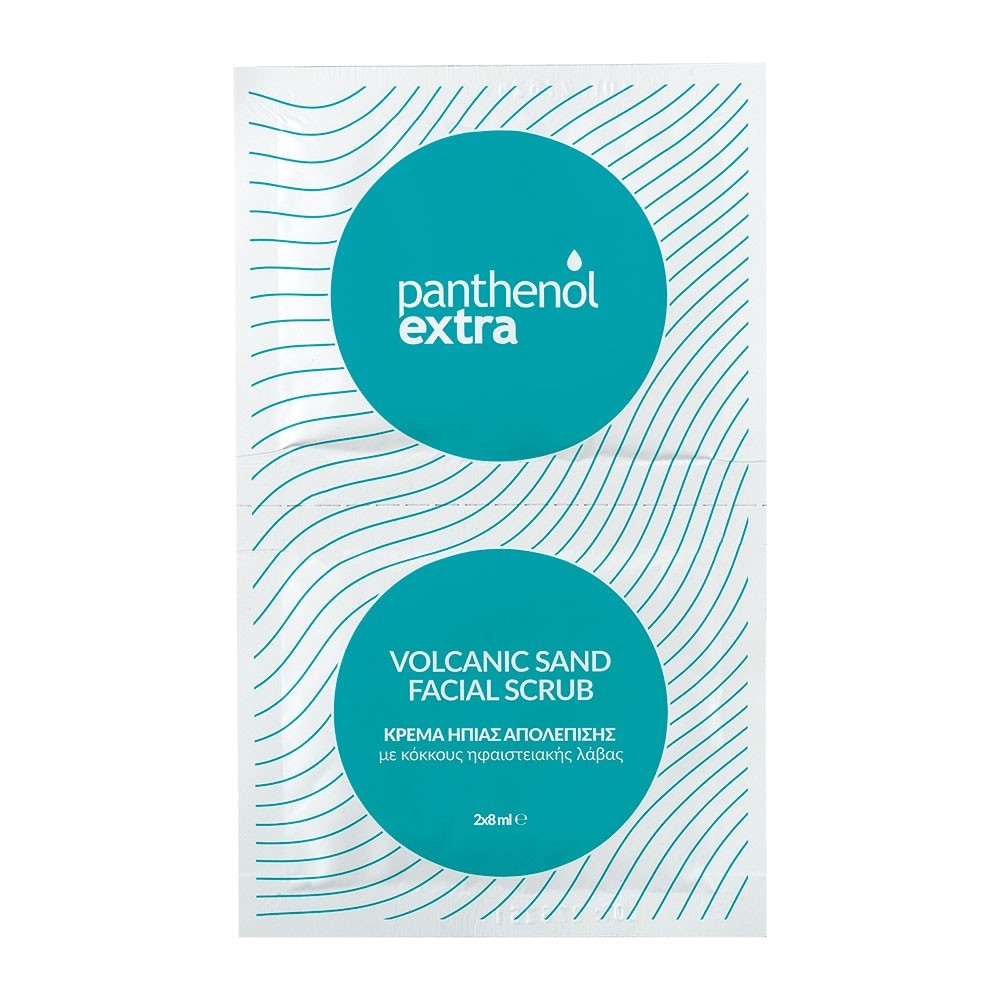 panthenol
extra
VOLCANIC SAND
FACIAL SCRUB
ΚΡΕΜΑ ΗΠΙΑΣ ΑΠΟΛΕΠΙΣΗΣ
με κόκκους ηφαιστειακής λάβας
2x8 ml ℮